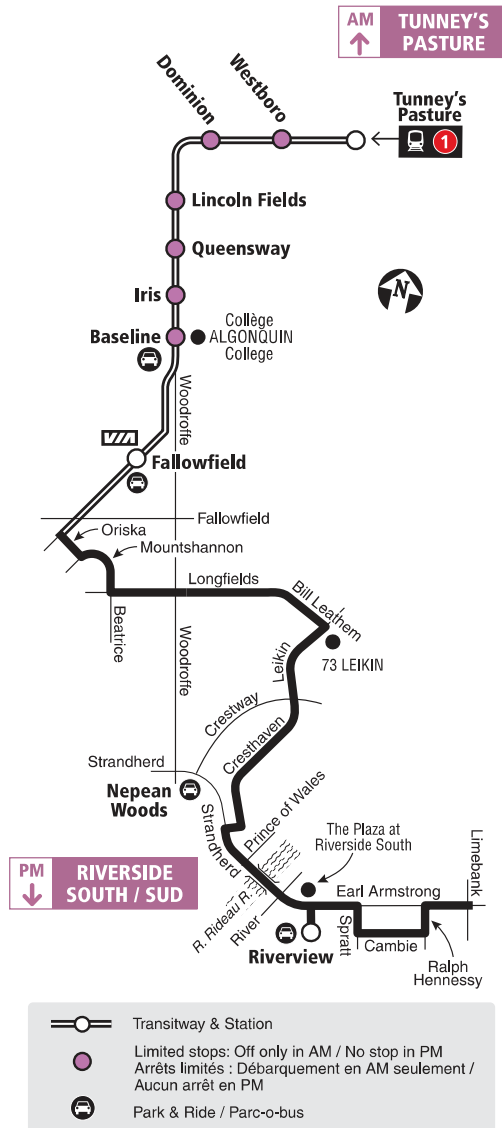 AM
TUNNEY'S
PASTURE
Dominion
Westboro
Tunney's
Pasture
1
Lincoln Fields
Queensway
N
Iris
Baseline
Collège
ALGONQUIN
College
Woodroffe
VIA
Fallowfield
Fallowfield
Oriska
Mountshannon
Longfields
Bill Leathem
Beatrice
Woodroffe
Leikin
73 LEIKIN
Crestway
Cresthaven
Strandherd
Nepean
Woods
Strandherd
Prince of Wales
The Plaza at
Riverside South
Limebank
PM
RIVERSIDE
SOUTH / SUD
R. Rideau R.
River
Earl Armstrong
Riverview
Spratt
Cambie
Ralph
Hennessy
Transitway & Station
Limited stops: Off only in AM / No stop in PM
Arrêts limités : Débarquement en AM seulement /
Aucun arrêt en PM
Park & Ride / Parc-o-bus